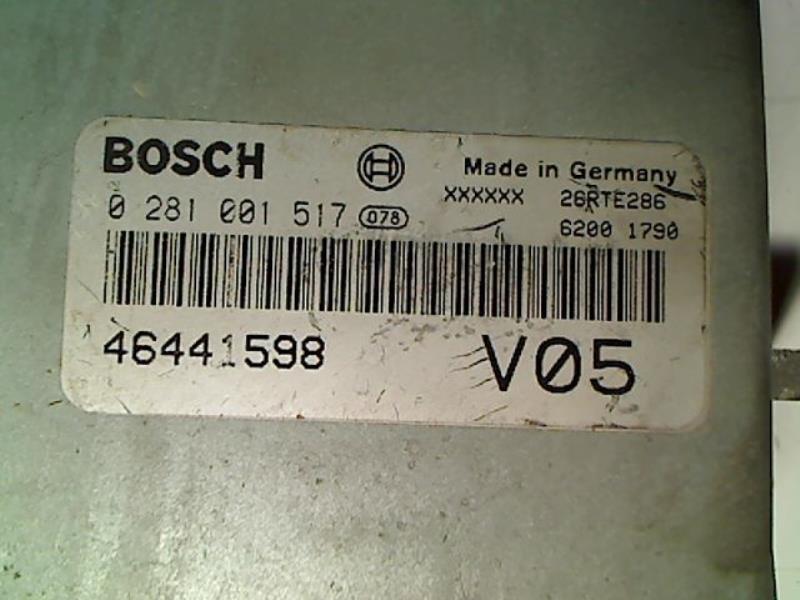 BOSCH Made in Germany
XXXXXX 26RTE286
0 281 001 517 078 6200 1790
46441598 V05